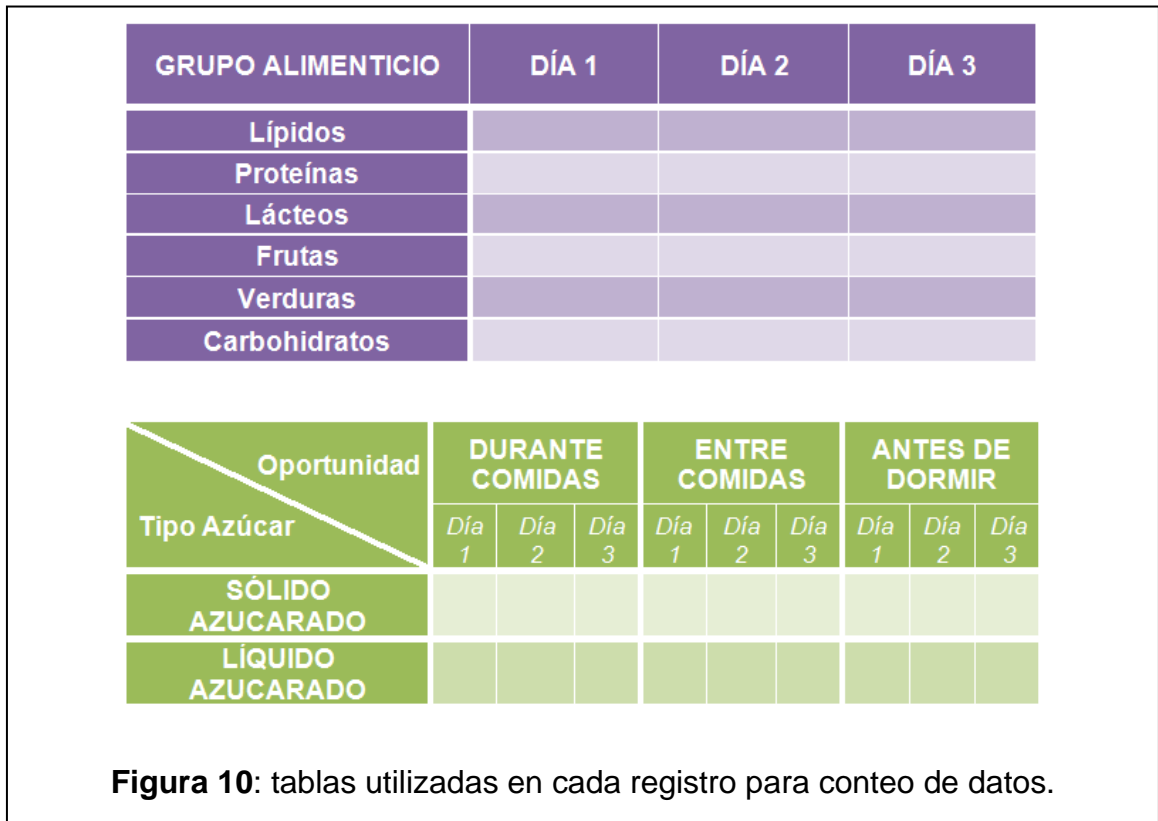 GRUPO ALIMENTICIO DÍA 1 DÍA 2 DÍA 3
Lípidos
Proteínas
Lácteos
Frutas
Verduras
Carbohidratos
Oportunidad
Tipo Azúcar
DURANTE
COMIDAS
ENTRE
COMIDAS
ANTES DE
DORMIR
Día Día Día Día Día Día Día Día Día
1 2 3 1 2 3 1 2 3
SÓLIDO
AZUCARADO
LÍQUIDO
AZUCARADO
Figura 10: tablas utilizadas en cada registro para conteo de datos.